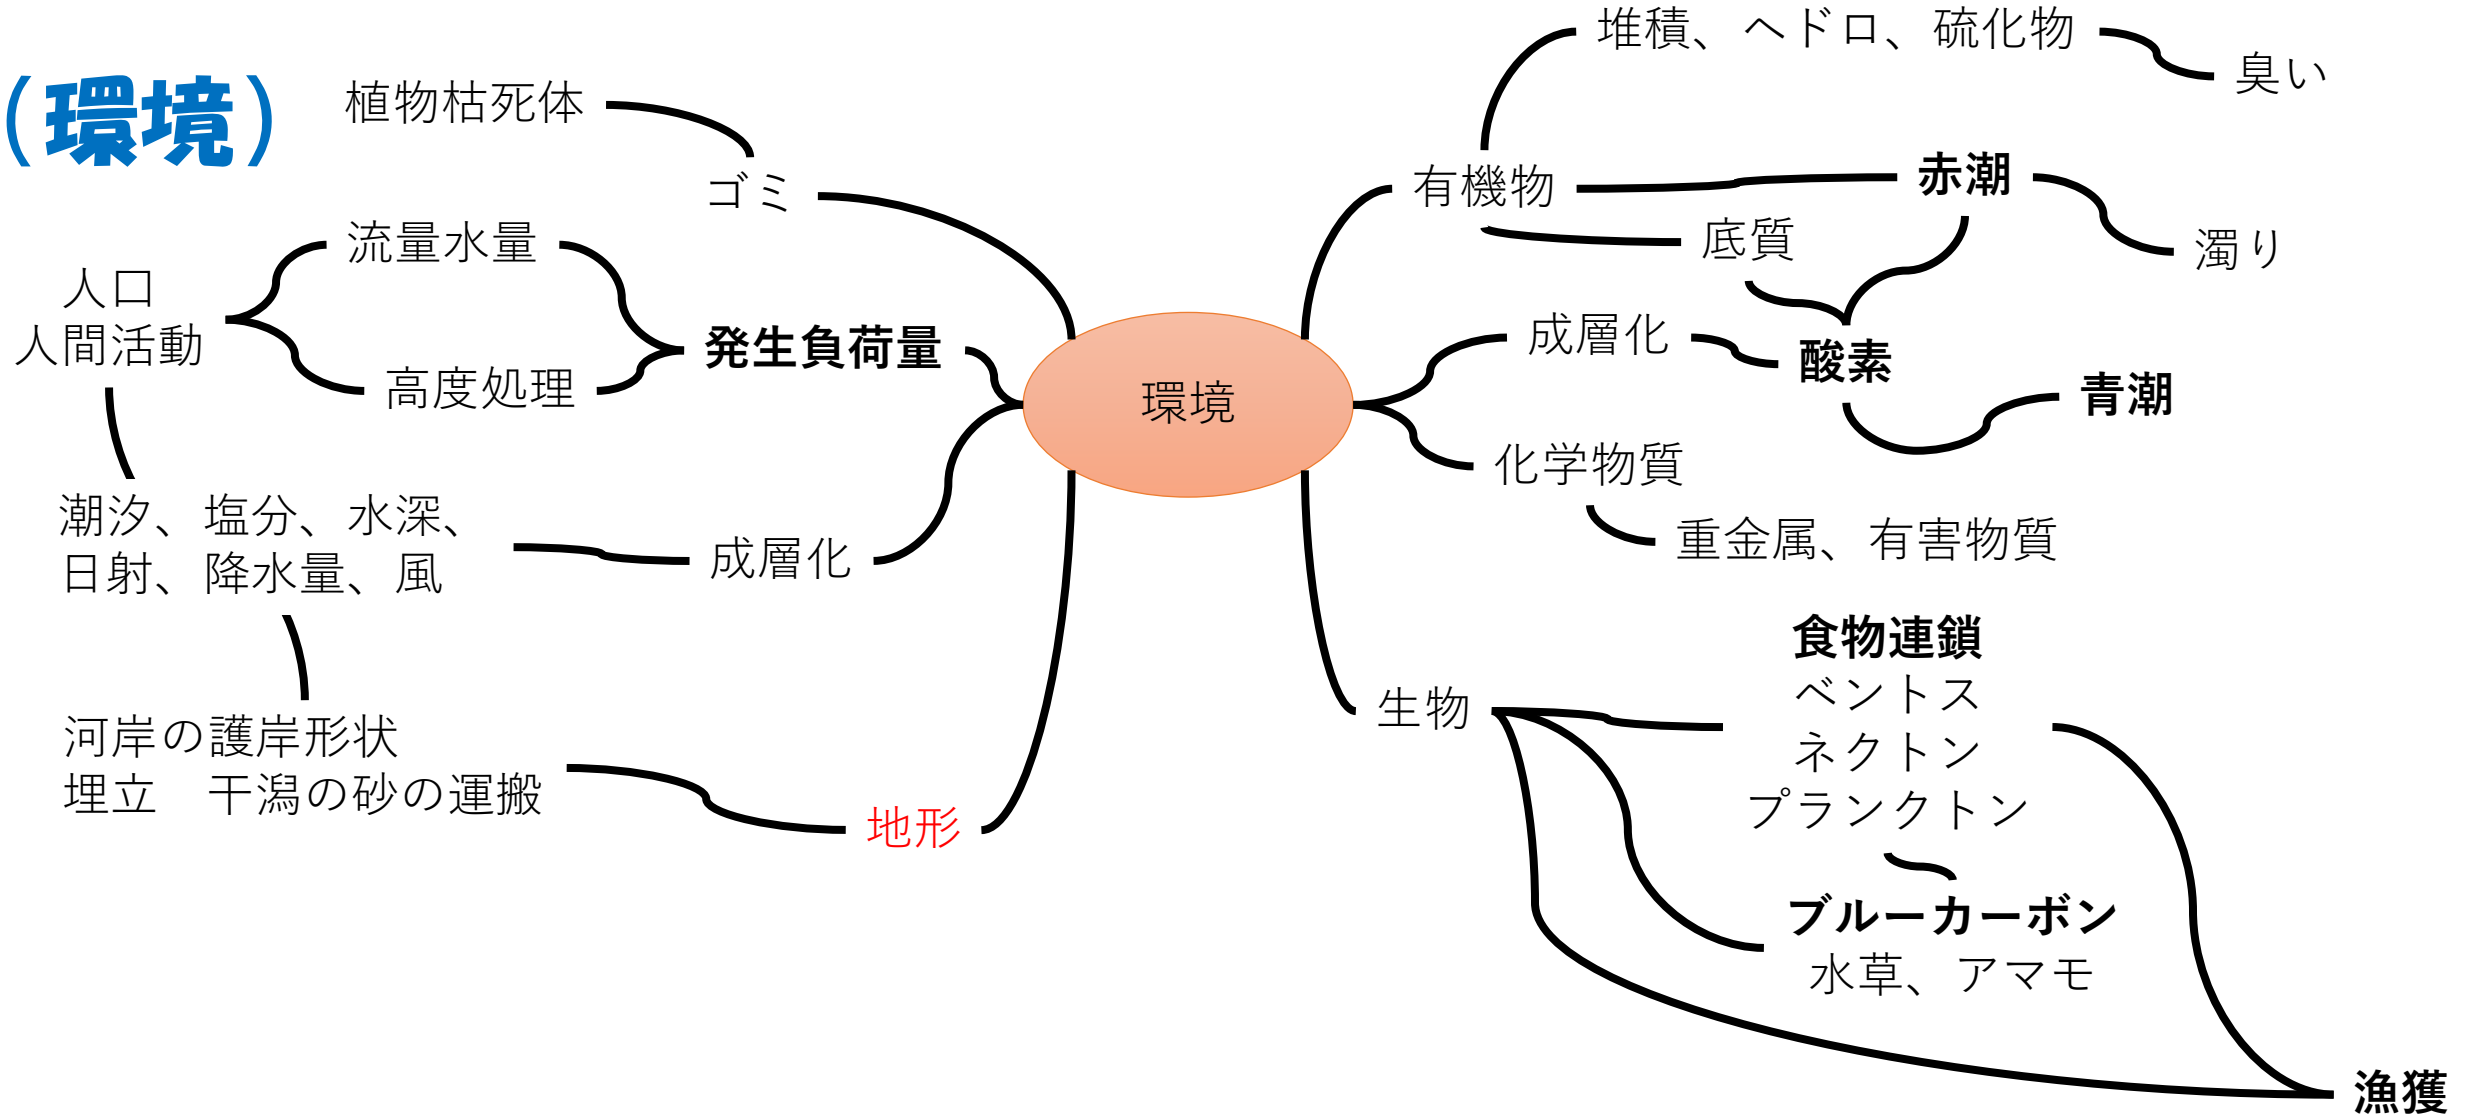 (環境)
植物枯死体
ゴミ
流量水量
人口
人間活動
高度処理
発生負荷量
潮汐、塩分、水深、
日射、降水量、風
成層化
河岸の護岸形状
埋立　干潟の砂の運搬
地形
環境
堆積、ヘドロ、硫化物
臭い
有機物
赤潮
底質
濁り
成層化
酸素
青潮
化学物質
重金属、有害物質
生物
食物連鎖
ベントス
ネクトン
プランクトン
ブルーカーボン
水草、アマモ
漁獲